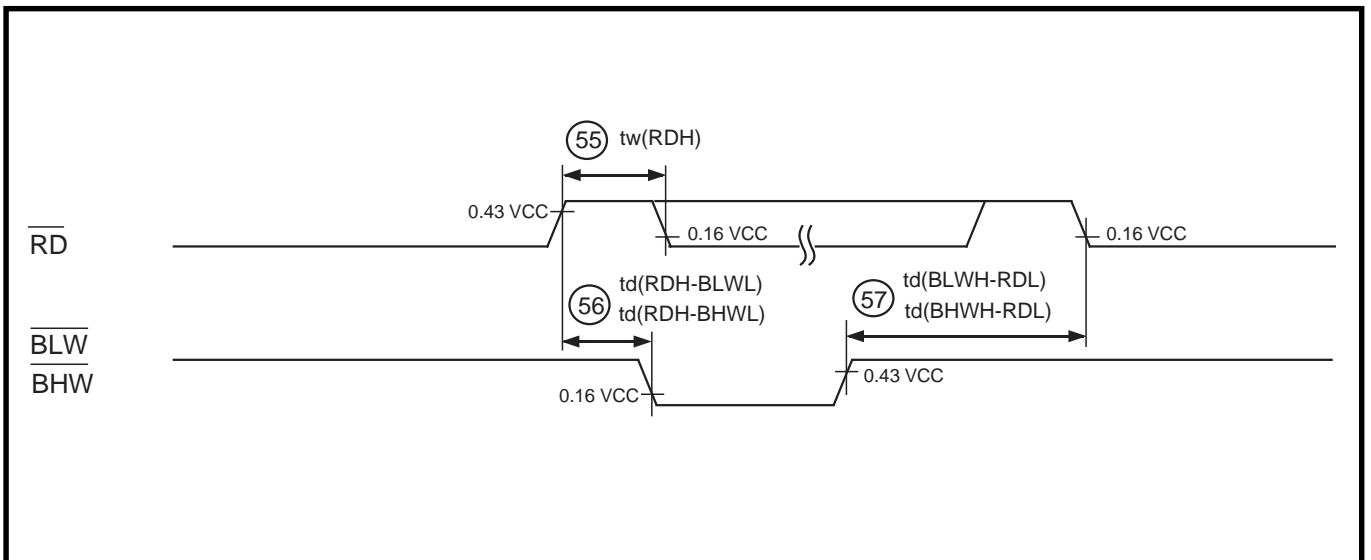 55 tw(RDH)
0.43 VCC
RD
0.16 VCC
0.16 VCC
56 td(RDH-BLWL)
td(RDH-BHWL)
57 td(BLWH-RDL)
td(BHWH-RDL)
BLW
BHW
0.16 VCC
0.43 VCC